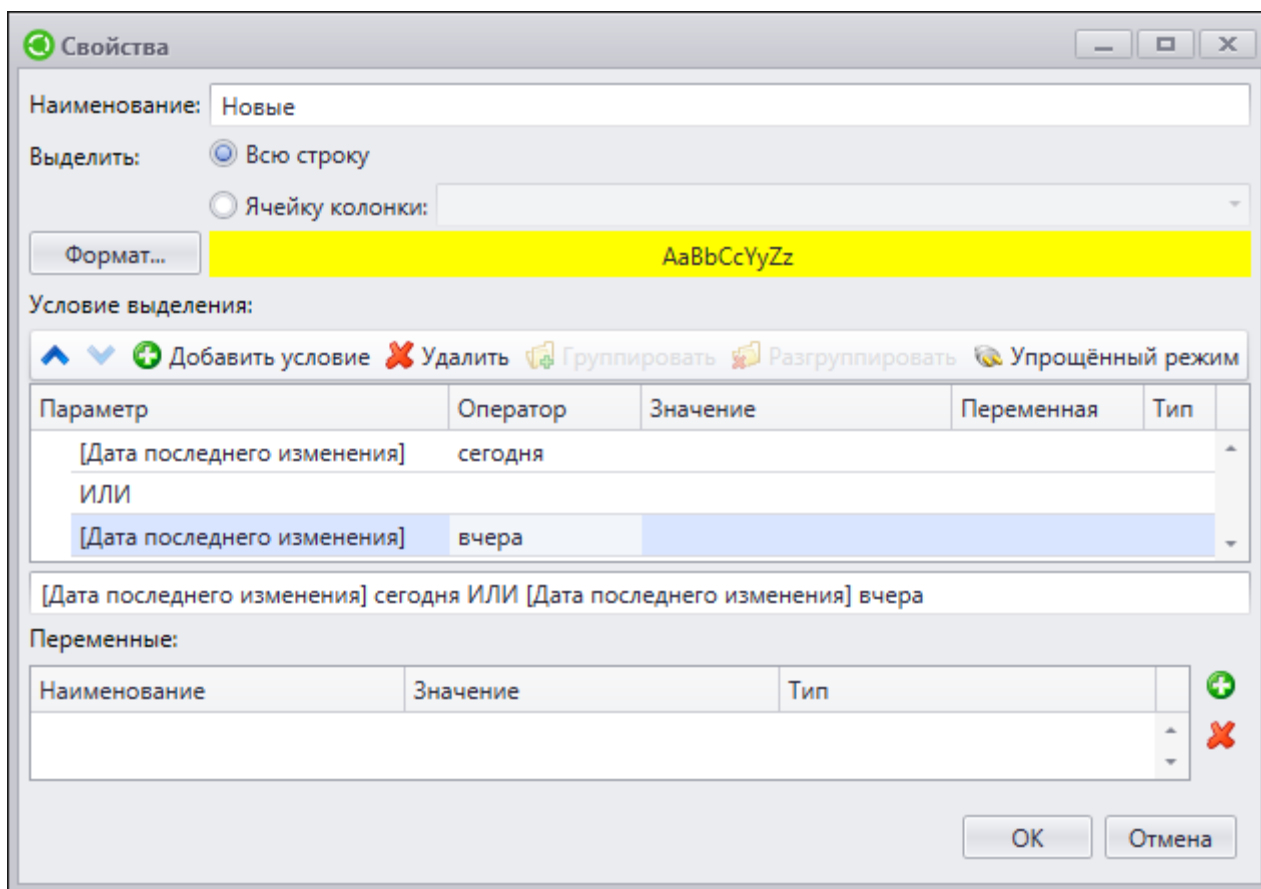 Свойства
Наименование: Новые
Выделить: Всю строку
Ячейку колонки:
Формат... AaBbCcYyZz
Условие выделения:
Добавить условие Удалить Группировать Разгруппировать Упрощённый режим
Параметр Оператор Значение Переменная Тип
[Дата последнего изменения] сегодня
ИЛИ
[Дата последнего изменения] вчера
[Дата последнего изменения] сегодня ИЛИ [Дата последнего изменения] вчера
Переменные:
Наименование Значение Тип
OK Отмена